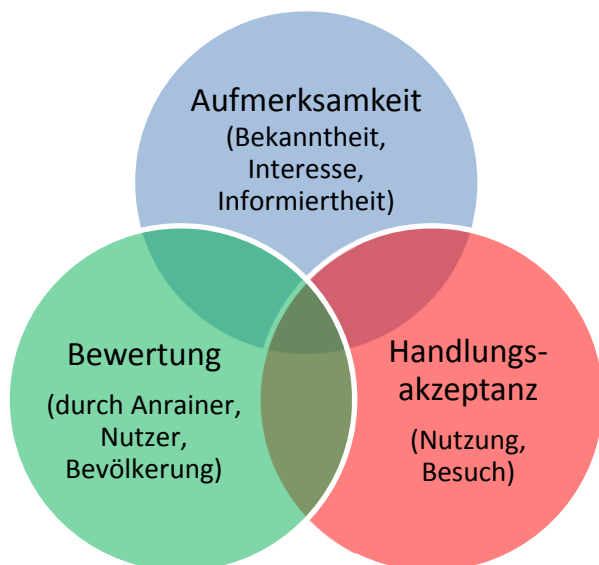 Aufmerksamkeit
(Bekanntheit,
Interesse,
Informiertheit)
Bewertung
(durch Anrainer,
Nutzer,
Bevölkerung)
Handlungs-
akzeptanz
(Nutzung,
Besuch)